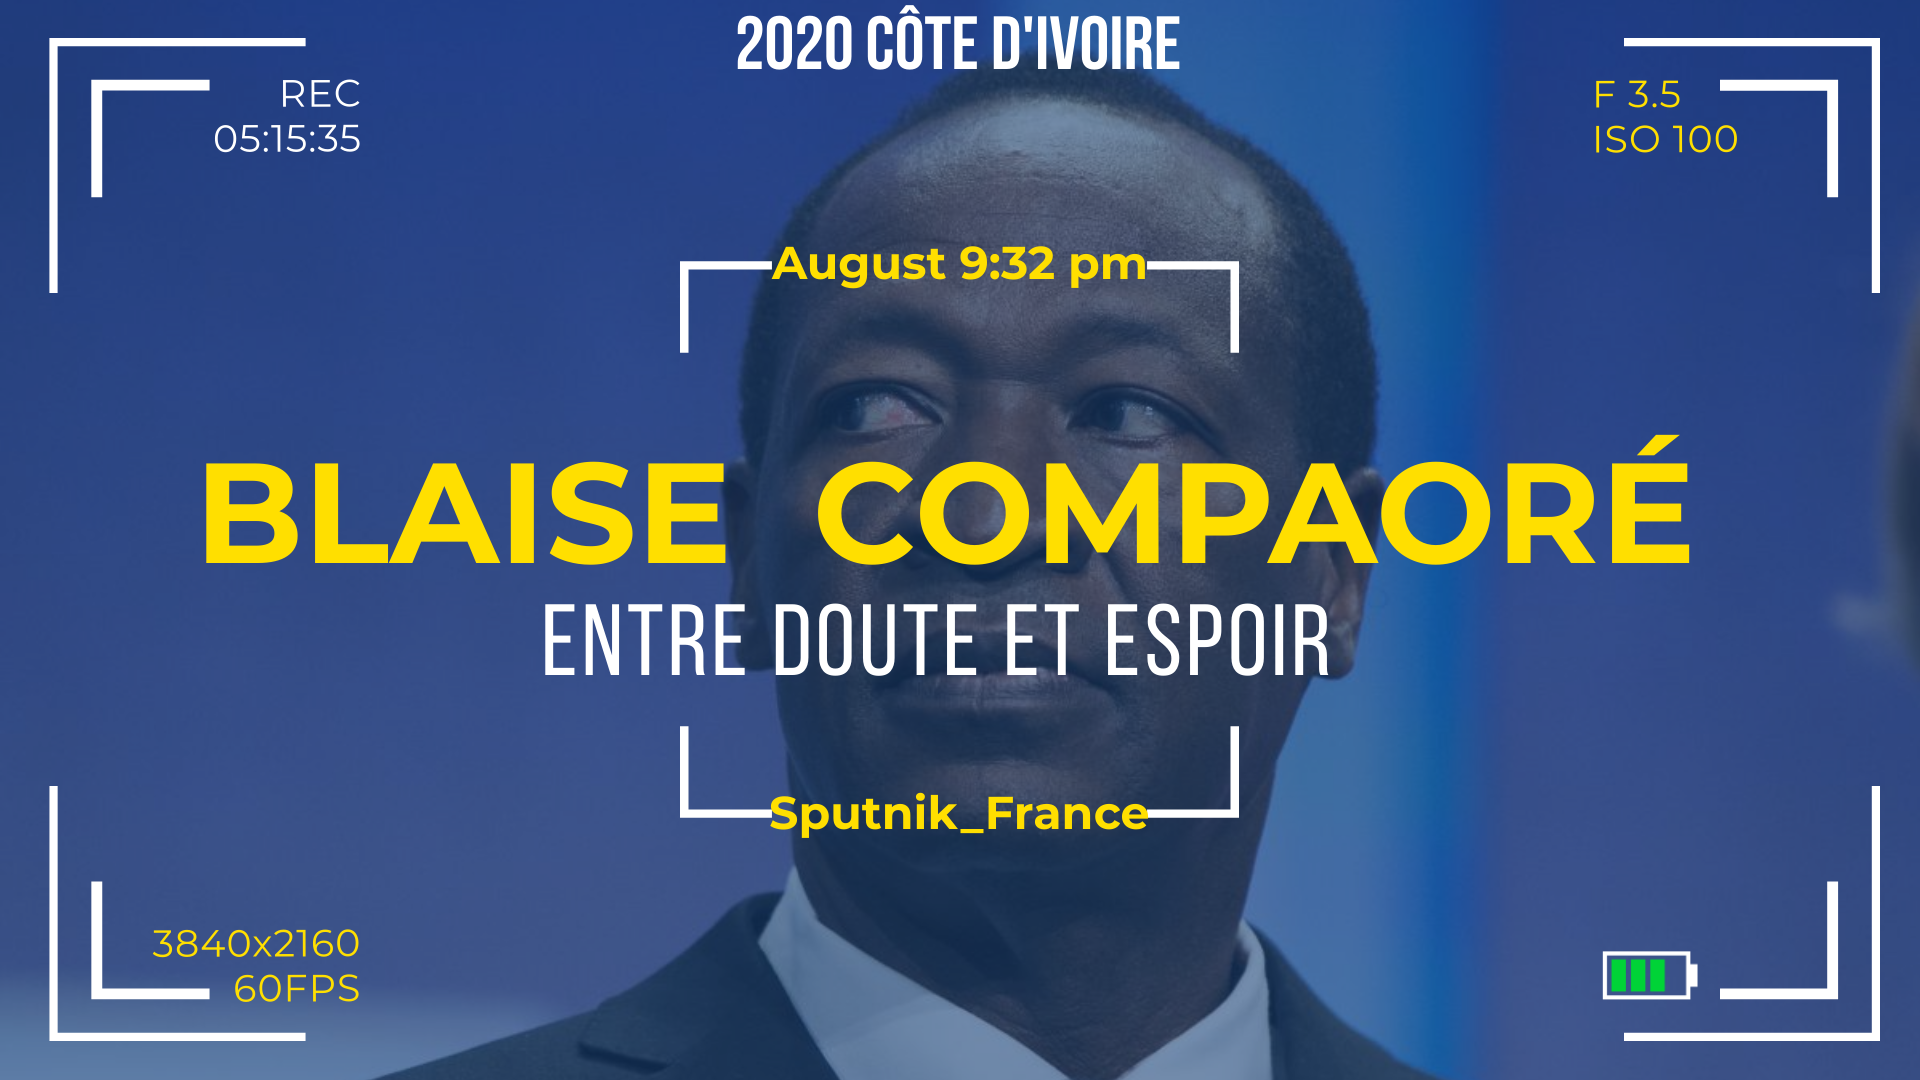 2020 CÔTE D'IVOIRE
REC
05:15:35
F 3.5
ISO 100
August 9:32 pm
BLAISE COMPAORÉ
ENTRE DOUTE ET ESPOIR
Sputnik_France
3840x2160
60FPS